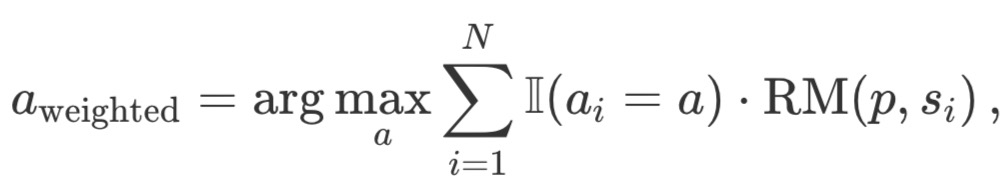 a_weighted = arg max_a ∑_{i=1}^{N} 𝕀(a_i = a) · RM(p, s_i) ,